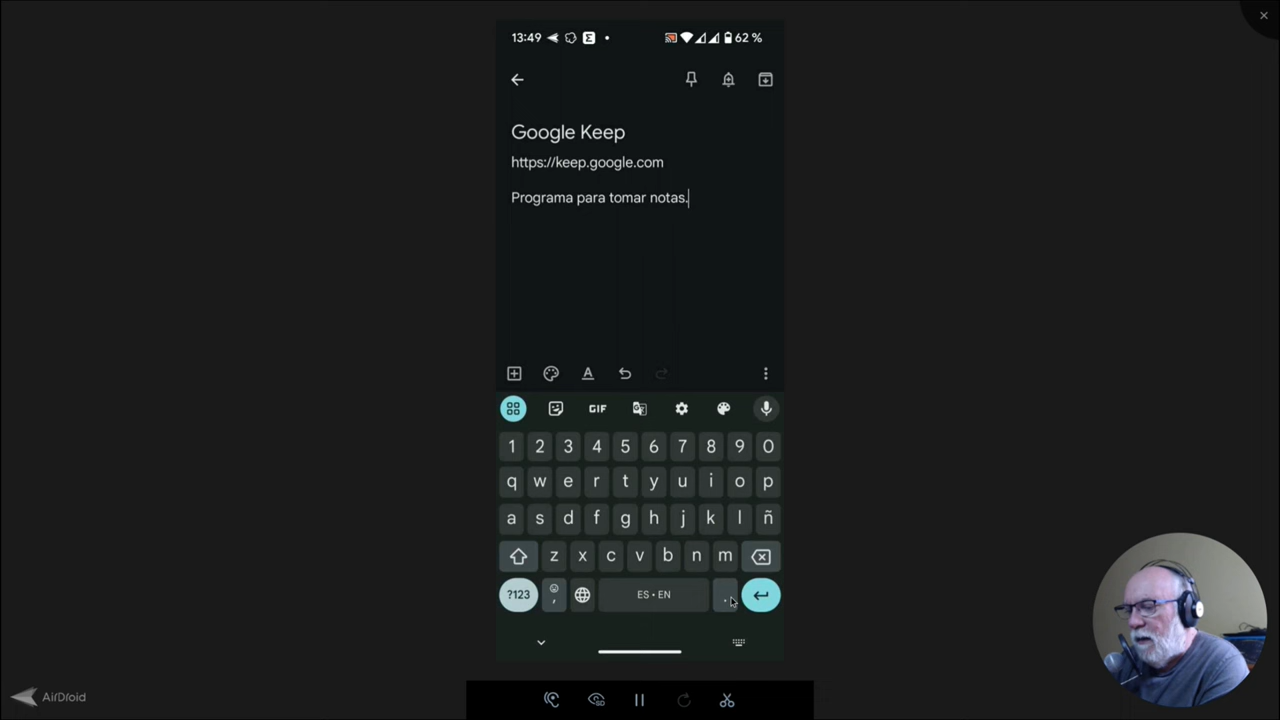 13:49 62 %
Google Keep
https://keep.google.com
Programa para tomar notas.
GIF
1 2 3 4 5 6 7 8 9 0
q w e r t y u i o p
a s d f g h j k l ñ
z x c v b n m
?123 , ES • EN .
SD
AirDroid